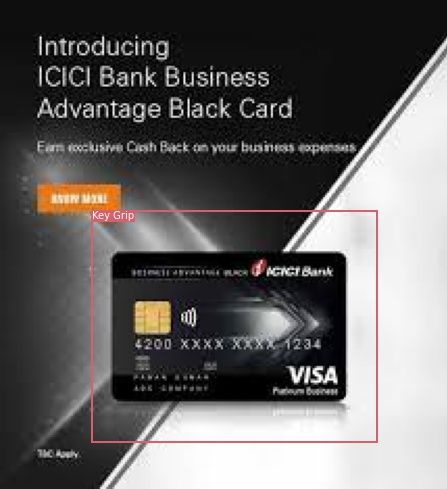 Introducing
ICICI Bank Business
Advantage Black Card
Earn exclusive Cash Back on your business expenses
KNOW MORE
Key Grip
BUSINESS ADVANTAGE BLACK ICICI Bank
4200 XXXX XXXX 1234
VISA
Platinum Business
T&C Apply.